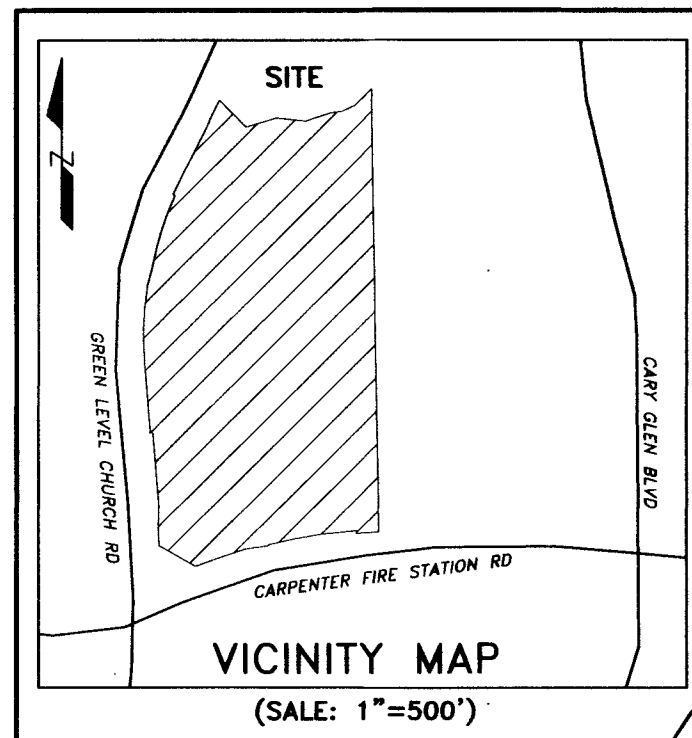 SITE
N
GREEN LEVEL CHURCH RD
CARY GLEN BLVD
CARPENTER FIRE STATION RD
VICINITY MAP
(SALE: 1"=500')